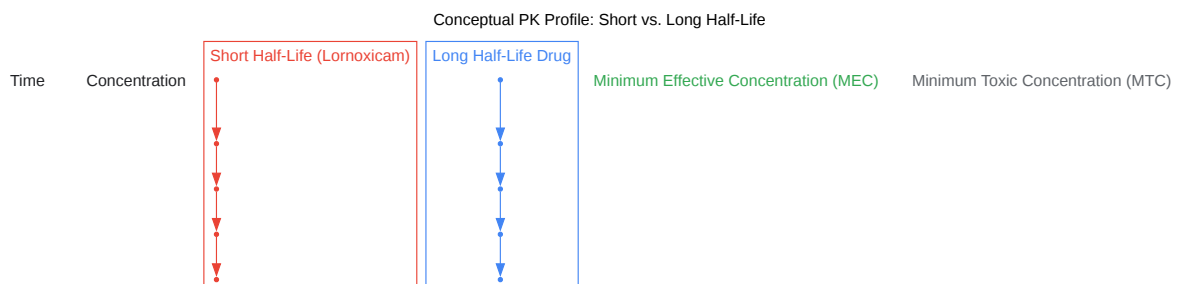 Conceptual PK Profile: Short vs. Long Half-Life
Short Half-Life (Lornoxicam)
Long Half-Life Drug
Time
Concentration
Minimum Effective Concentration (MEC)
Minimum Toxic Concentration (MTC)